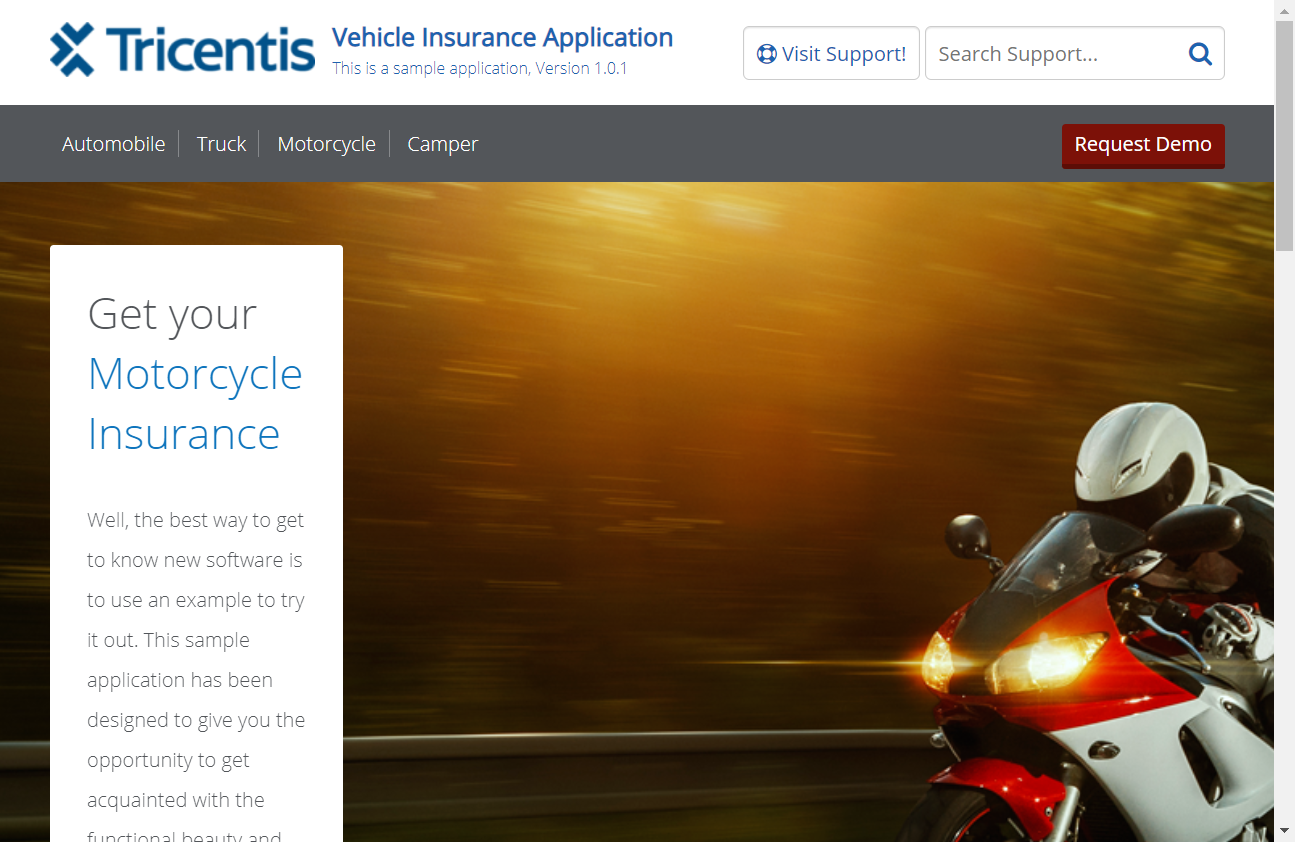 Tricentis
Vehicle Insurance Application
This is a sample application, Version 1.0.1
Visit Support!
Search Support...
Automobile
Truck
Motorcycle
Camper
Request Demo
Get your
Motorcycle
Insurance
Well, the best way to get
to know new software is
to use an example to try
it out. This sample
application has been
designed to give you the
opportunity to get
acquainted with the
functional beauty and